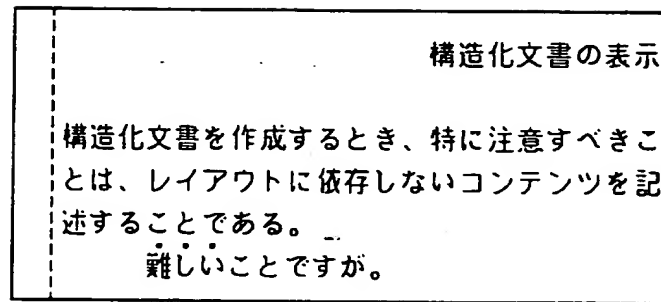 構造化文書の表示
構造化文書を作成するとき、特に注意すべきこ
とは、レイアウトに依存しないコンテンツを記
述することである。
難しいことですが。